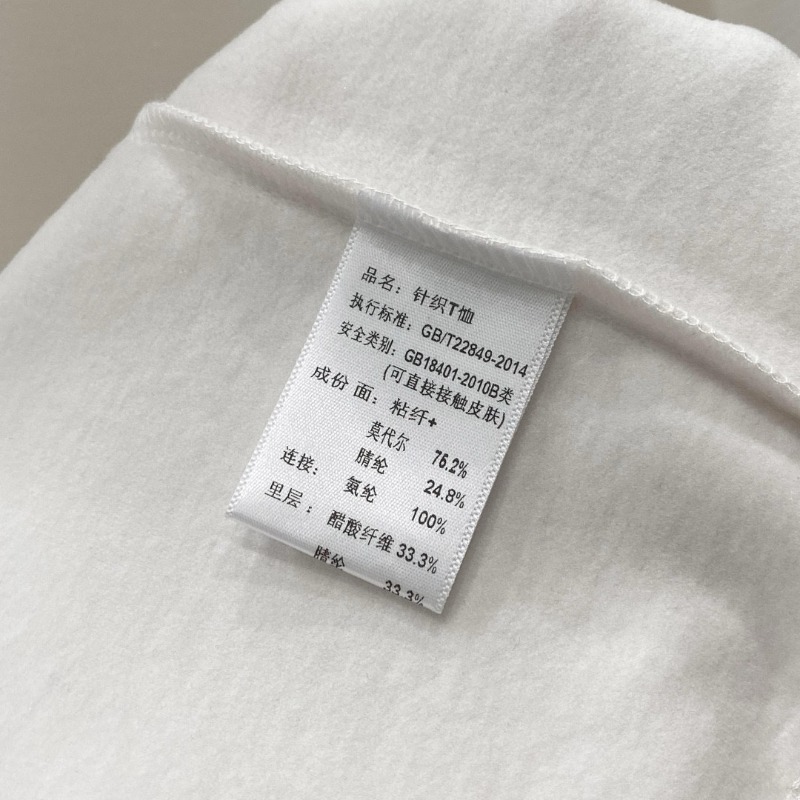 品名：针织T恤
执行标准：GB/T22849-2014
安全类别：GB18401-2010B类
(可直接接触皮肤)
成份 面：粘纤+
莫代尔 75.2%
腈纶 24.8%
连接：氨纶 100%
里层：醋酸纤维 33.3%
腈纶 33.3%